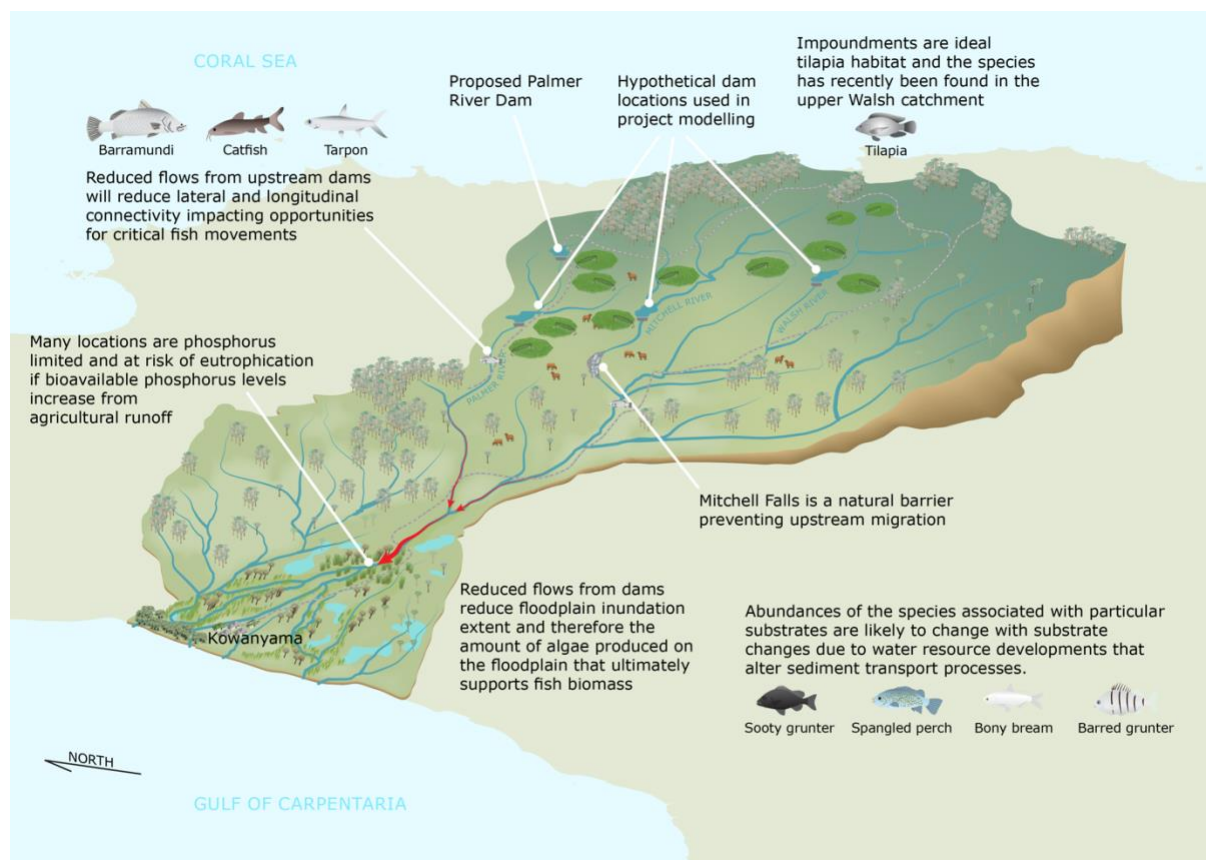 CORAL SEA
Barramundi
Catfish
Tarpon
Reduced flows from upstream dams
will reduce lateral and longitudinal
connectivity impacting opportunities
for critical fish movements
Proposed Palmer
River Dam
Hypothetical dam
locations used in
project modelling
Impoundments are ideal
tilapia habitat and the species
has recently been found in the
upper Walsh catchment
Tilapia
MITCHELL RIVER
WALSH RIVER
PALMER RIVER
Many locations are phosphorus
limited and at risk of eutrophication
if bioavailable phosphorus levels
increase from
agricultural runoff
Mitchell Falls is a natural barrier
preventing upstream migration
Reduced flows from dams
reduce floodplain inundation
extent and therefore the
amount of algae produced on
the floodplain that ultimately
supports fish biomass
Kowanyama
Abundances of the species associated with particular
substrates are likely to change with substrate
changes due to water resource developments that
alter sediment transport processes.
Sooty grunter
Spangled perch
Bony bream
Barred grunter
NORTH
GULF OF CARPENTARIA